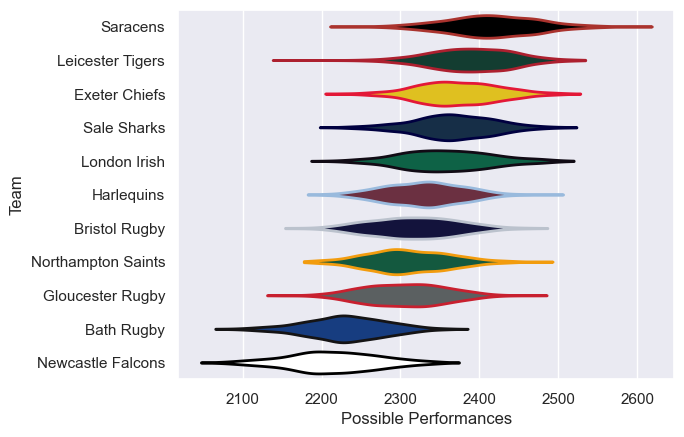 Saracens
Leicester Tigers
Exeter Chiefs
Sale Sharks
London Irish
Harlequins
Bristol Rugby
Northampton Saints
Gloucester Rugby
Bath Rugby
Newcastle Falcons
Team
2100 2200 2300 2400 2500 2600
Possible Performances